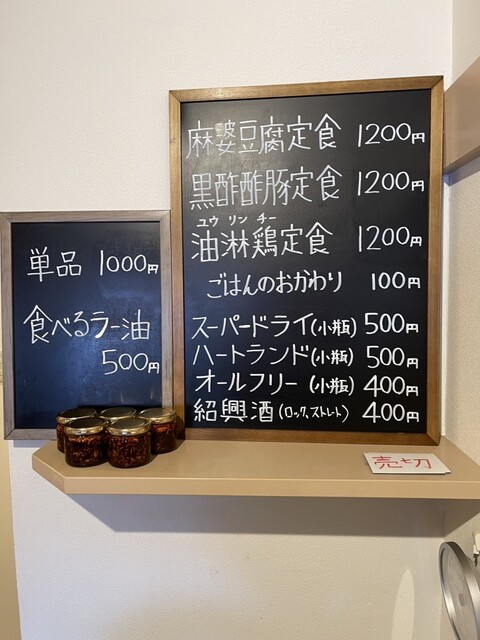 単品 1000円
食べるラー油
500円
麻婆豆腐定食 1200円
黒酢酢豚定食 1200円
ユウ リン チー
油淋鶏定食 1200円
ごはんのおかわり 100円
スーパードライ(小瓶) 500円
ハートランド(小瓶) 500円
オールフリー (小瓶) 400円
紹興酒(ロック、ストレート) 400円
売切